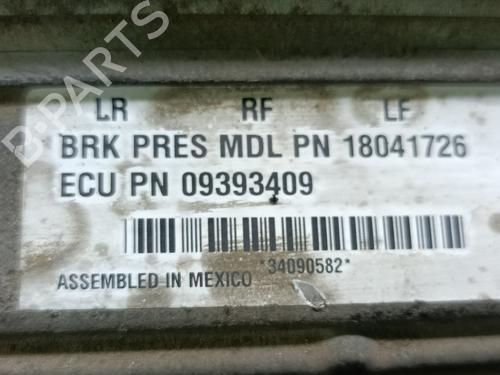 LR RF LF
BRK PRES MDL PN 18041726
ECU PN 09393409
*34090582*
ASSEMBLED IN MEXICO
B-PARTS